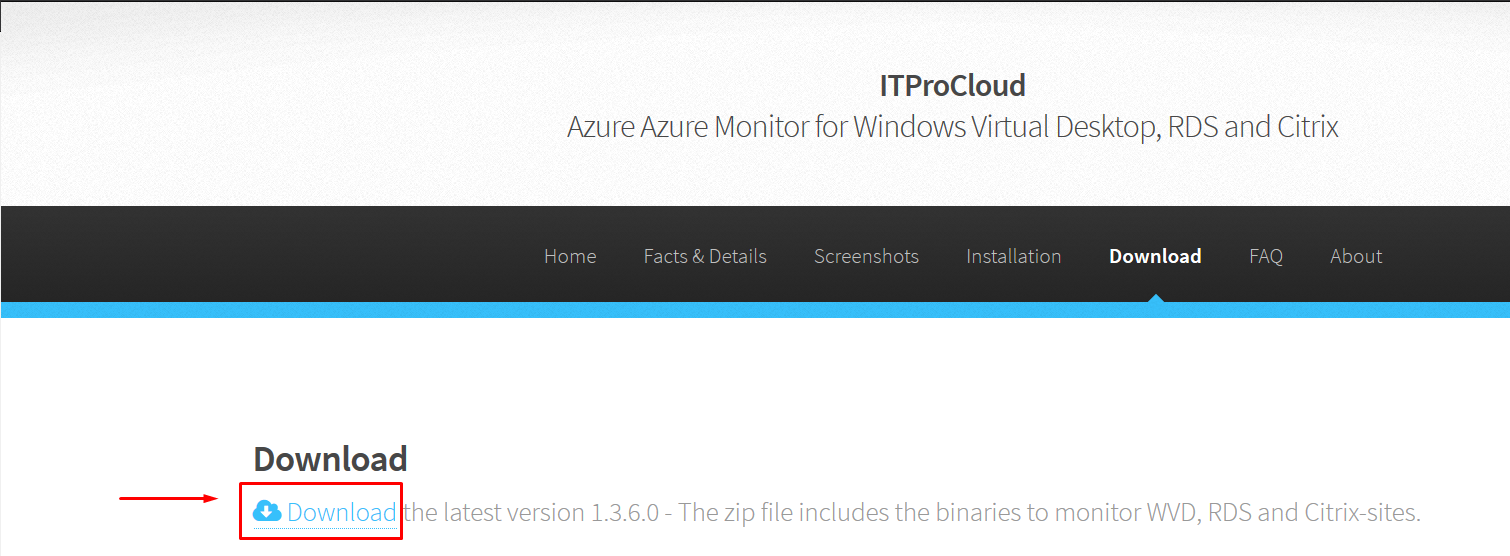 ITProCloud
Azure Azure Monitor for Windows Virtual Desktop, RDS and Citrix
Home Facts & Details Screenshots Installation Download FAQ About
Download
Download the latest version 1.3.6.0 - The zip file includes the binaries to monitor WVD, RDS and Citrix-sites.